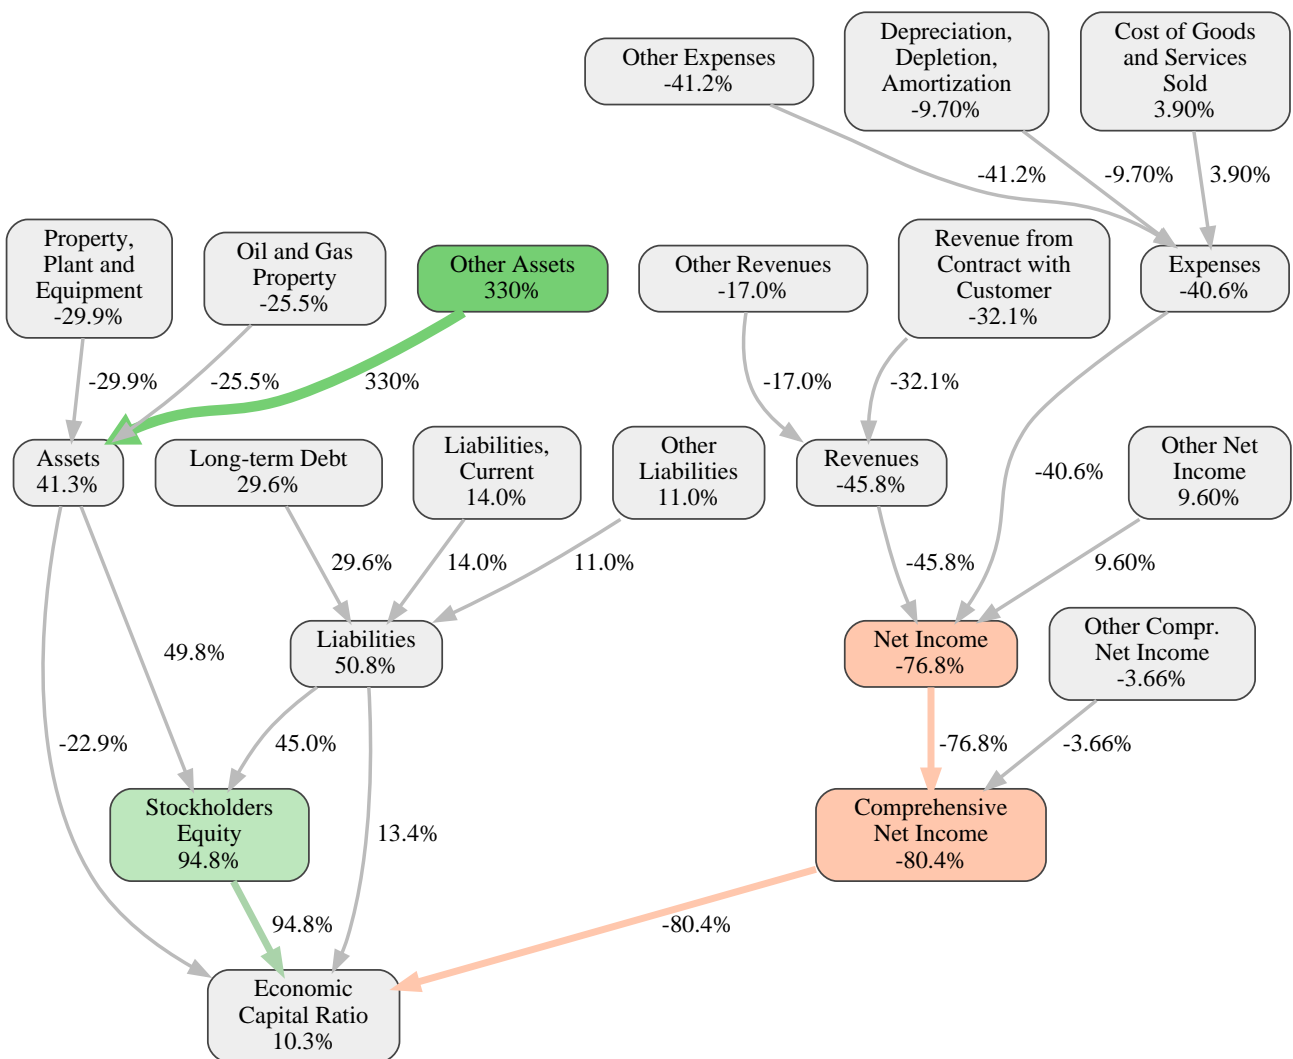 Other Expenses
-41.2%
Depreciation,
Depletion,
Amortization
-9.70%
Cost of Goods
and Services
Sold
3.90%
-41.2%
-9.70%
3.90%
Property,
Plant and
Equipment
-29.9%
Oil and Gas
Property
-25.5%
Other Assets
330%
Other Revenues
-17.0%
Revenue from
Contract with
Customer
-32.1%
Expenses
-40.6%
-29.9%
-25.5%
330%
-17.0%
-32.1%
-40.6%
Assets
41.3%
Long-term Debt
29.6%
Liabilities,
Current
14.0%
Other
Liabilities
11.0%
Revenues
-45.8%
Other Net
Income
9.60%
29.6%
14.0%
11.0%
-45.8%
9.60%
49.8%
Liabilities
50.8%
Net Income
-76.8%
Other Compr.
Net Income
-3.66%
-22.9%
45.0%
-76.8%
-3.66%
Stockholders
Equity
94.8%
13.4%
Comprehensive
Net Income
-80.4%
94.8%
-80.4%
Economic
Capital Ratio
10.3%